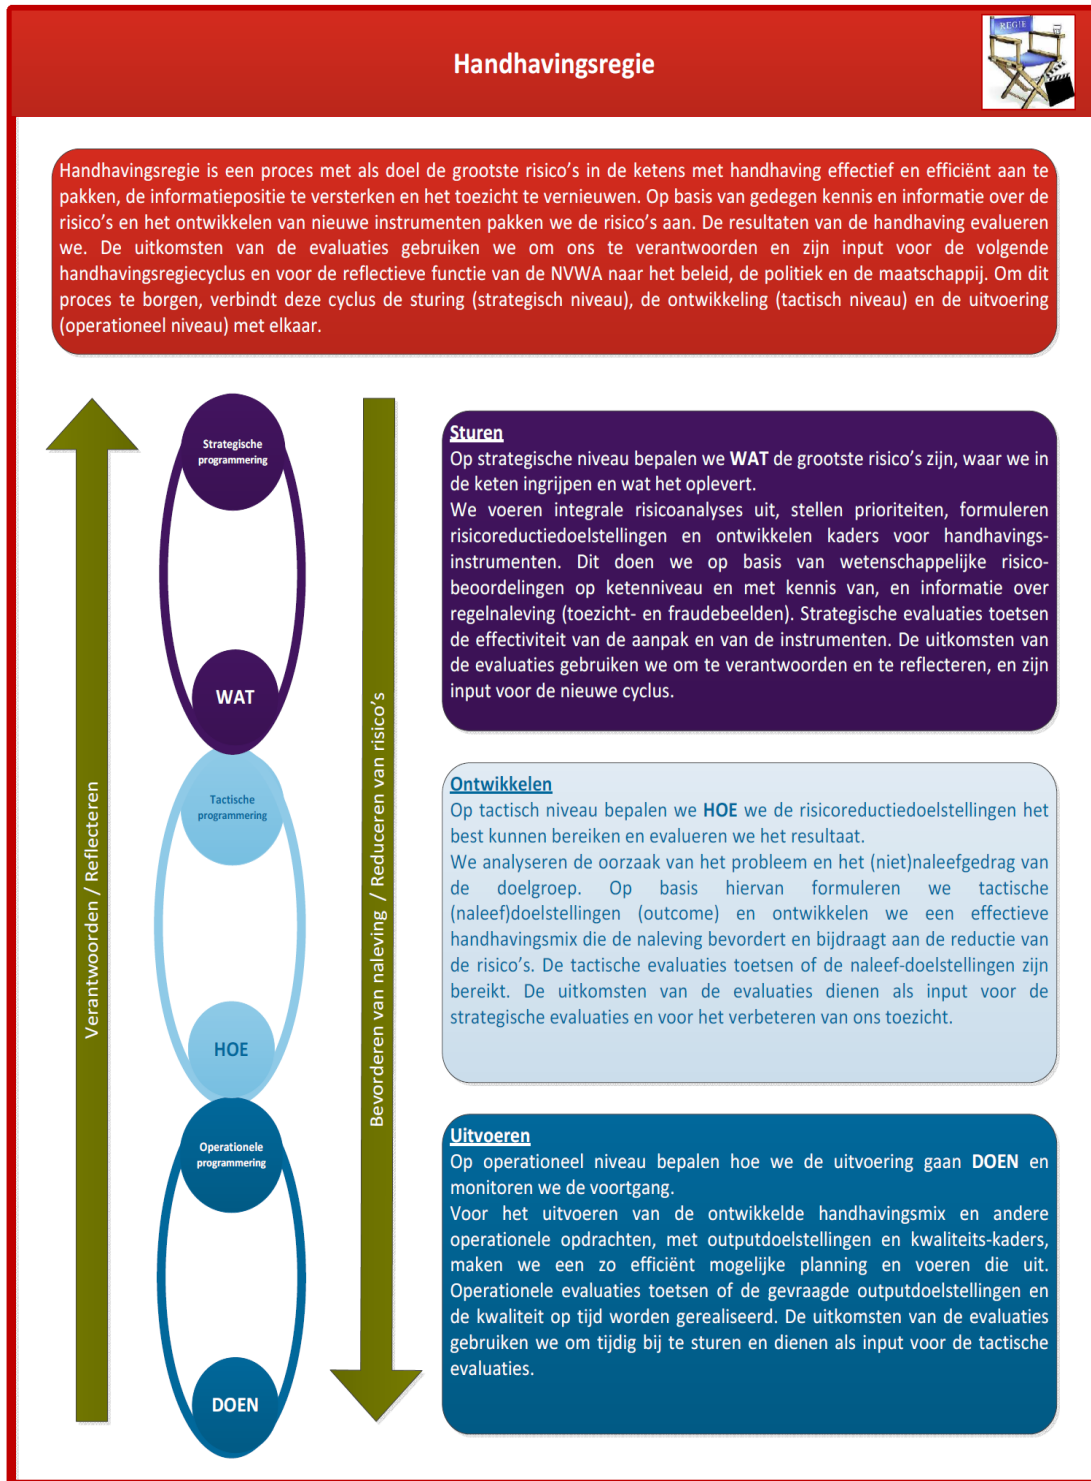 Handhavingsregie
REGIE
Handhavingsregie is een proces met als doel de grootste risico's in de ketens met handhaving effectief en efficiënt aan te
pakken, de informatiepositie te versterken en het toezicht te vernieuwen. Op basis van gedegen kennis en informatie over de
risico's en het ontwikkelen van nieuwe instrumenten pakken we de risico's aan. De resultaten van de handhaving evalueren
we. De uitkomsten van de evaluaties gebruiken we om ons te verantwoorden en zijn input voor de volgende
handhavingsregiecyclus en voor de reflectieve functie van de NVWA naar het beleid, de politiek en de maatschappij. Om dit
proces te borgen, verbindt deze cyclus de sturing (strategisch niveau), de ontwikkeling (tactisch niveau) en de uitvoering
(operationeel niveau) met elkaar.
Verantwoorden / Reflecteren
Strategische
programmering
WAT
Tactische
programmering
HOE
Operationele
programmering
DOEN
Bevorderen van naleving / Reduceren van risico's
Sturen
Op strategische niveau bepalen we WAT de grootste risico's zijn, waar we in
de keten ingrijpen en wat het oplevert.
We voeren integrale risicoanalyses uit, stellen prioriteiten, formuleren
risicoreductiedoelstellingen en ontwikkelen kaders voor handhavings-
instrumenten. Dit doen we op basis van wetenschappelijke risico-
beoordelingen op ketenniveau en met kennis van, en informatie over
regelnaleving (toezicht- en fraudebeelden). Strategische evaluaties toetsen
de effectiviteit van de aanpak en van de instrumenten. De uitkomsten van
de evaluaties gebruiken we om te verantwoorden en te reflecteren, en zijn
input voor de nieuwe cyclus.
Ontwikkelen
Op tactisch niveau bepalen we HOE we de risicoreductiedoelstellingen het
best kunnen bereiken en evalueren we het resultaat.
We analyseren de oorzaak van het probleem en het (niet)naleefgedrag van
de doelgroep. Op basis hiervan formuleren we tactische
(naleef)doelstellingen (outcome) en ontwikkelen we een effectieve
handhavingsmix die de naleving bevordert en bijdraagt aan de reductie van
de risico's. De tactische evaluaties toetsen of de naleef-doelstellingen zijn
bereikt. De uitkomsten van de evaluaties dienen als input voor de
strategische evaluaties en voor het verbeteren van ons toezicht.
Uitvoeren
Op operationeel niveau bepalen hoe we de uitvoering gaan DOEN en
monitoren we de voortgang.
Voor het uitvoeren van de ontwikkelde handhavingsmix en andere
operationele opdrachten, met outputdoelstellingen en kwaliteits-kaders,
maken we een zo efficiënt mogelijke planning en voeren die uit.
Operationele evaluaties toetsen of de gevraagde outputdoelstellingen en
de kwaliteit op tijd worden gerealiseerd. De uitkomsten van de evaluaties
gebruiken we om tijdig bij te sturen en dienen als input voor de tactische
evaluaties.